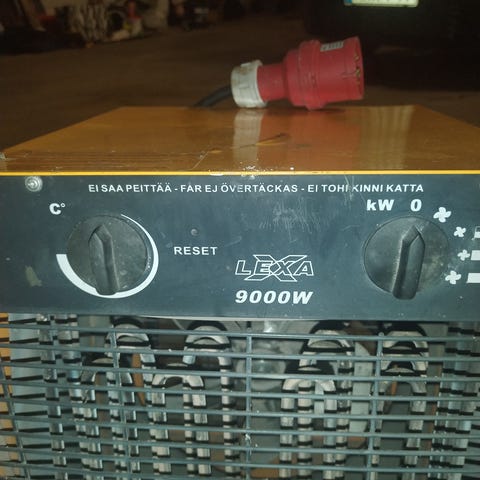 EI SAA PEITTÄÄ - FÅR EJ ÖVERTÄCKAS - EI TOHI KINNI KATTA
C° kW 0
RESET
LEXA
9000W